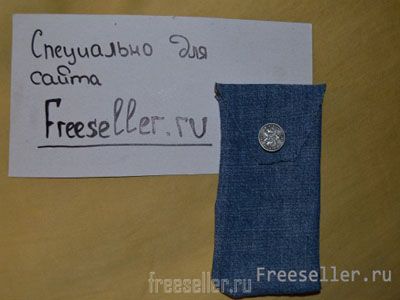 Специально для
сайта
Freeseller.ru
freeseller.ru
Freeseller.ru